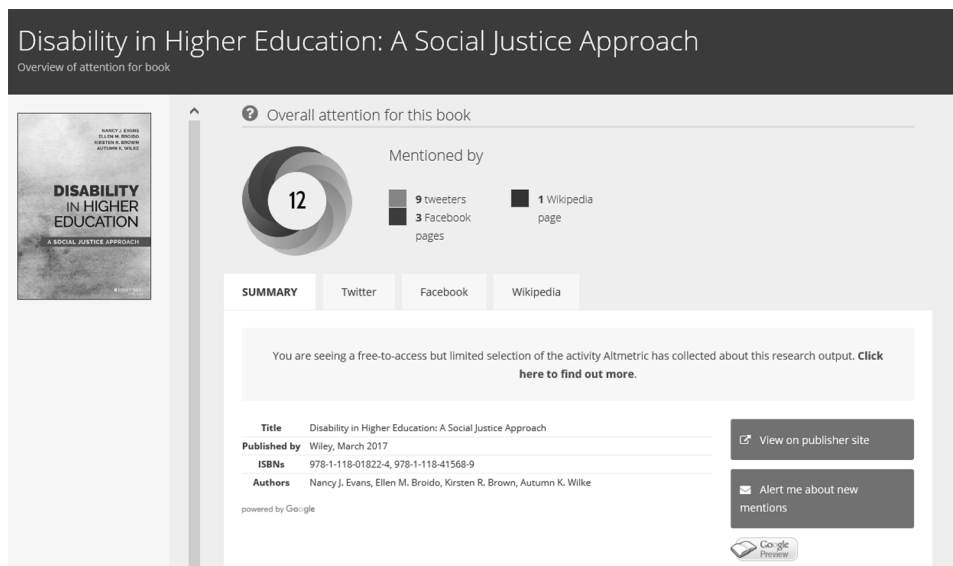 Disability in Higher Education: A Social Justice Approach
Overview of attention for book
NANCY J. EVANS
ELLEN M. BROIDO
KIRSTEN R. BROWN
AUTUMN K. WILKE
DISABILITY
IN HIGHER
EDUCATION
A SOCIAL JUSTICE APPROACH
? Overall attention for this book
12
Mentioned by
9 tweeters
3 Facebook
pages
1 Wikipedia
page
SUMMARY Twitter Facebook Wikipedia
You are seeing a free-to-access but limited selection of the activity Altmetric has collected about this research output. Click
here to find out more.
Title Disability in Higher Education: A Social Justice Approach
Published by Wiley, March 2017
ISBNs 978-1-118-01822-4, 978-1-118-41568-9
Authors Nancy J. Evans, Ellen M. Broido, Kirsten R. Brown, Autumn K. Wilke
powered by Google
View on publisher site
Alert me about new
mentions
Google
Preview